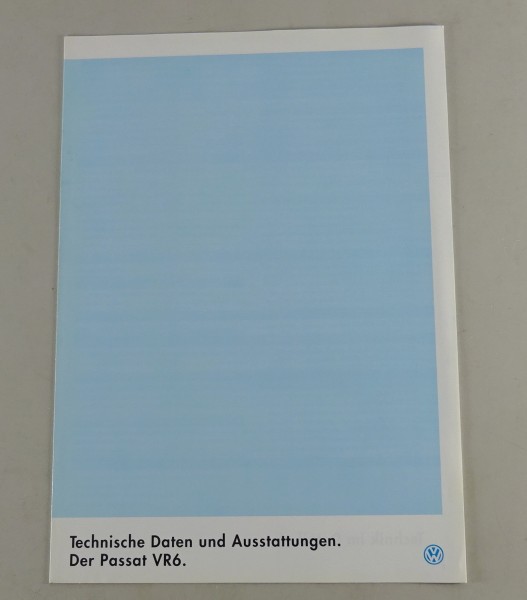 Technische Daten und Ausstattungen.
Der Passat VR6.